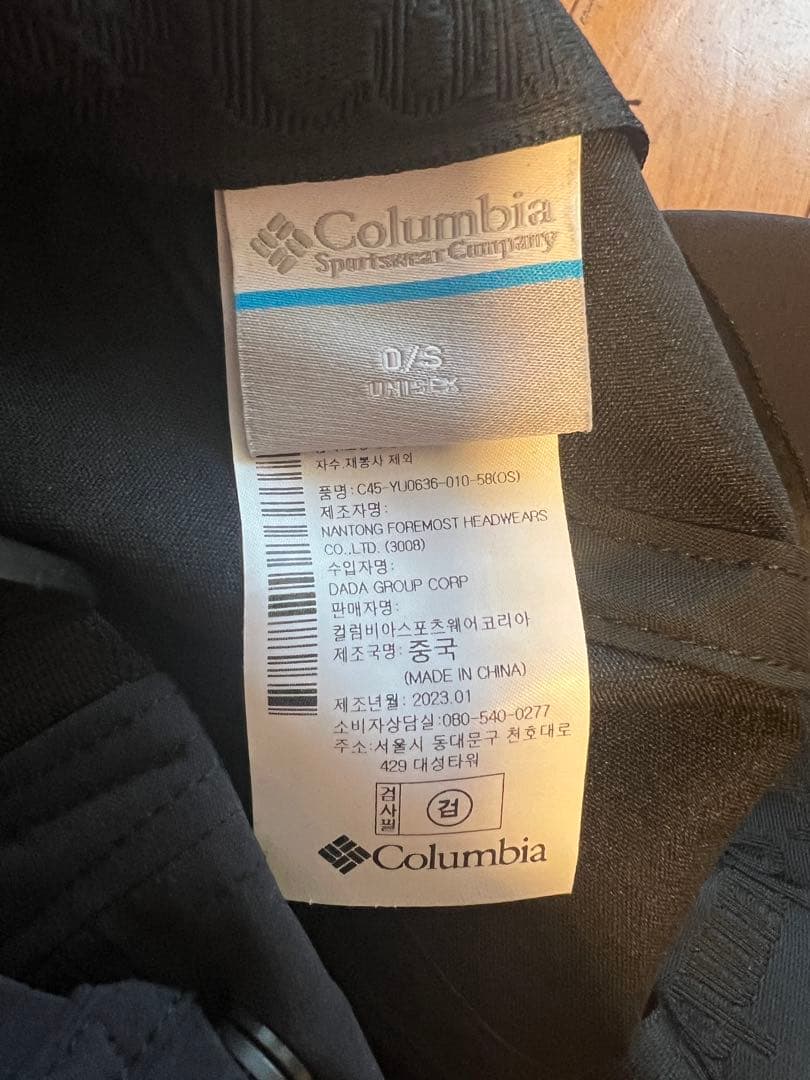 Columbia
Sportswear Company
O/S
UNISEX
자수.재봉사 제외
품명:C45-YU0636-010-58(OS)
제조자명:
NANTONG FOREMOST HEADWEARS
CO.,LTD. (3008)
수입자명:
DADA GROUP CORP
판매자명:
컬럼비아스포츠웨어코리아
제조국명: 중국
(MADE IN CHINA)
제조년월: 2023.01
소비자상담실:080-540-0277
주소:서울시 동대문구 천호대로
429 대성타워
검사필
검
Columbia